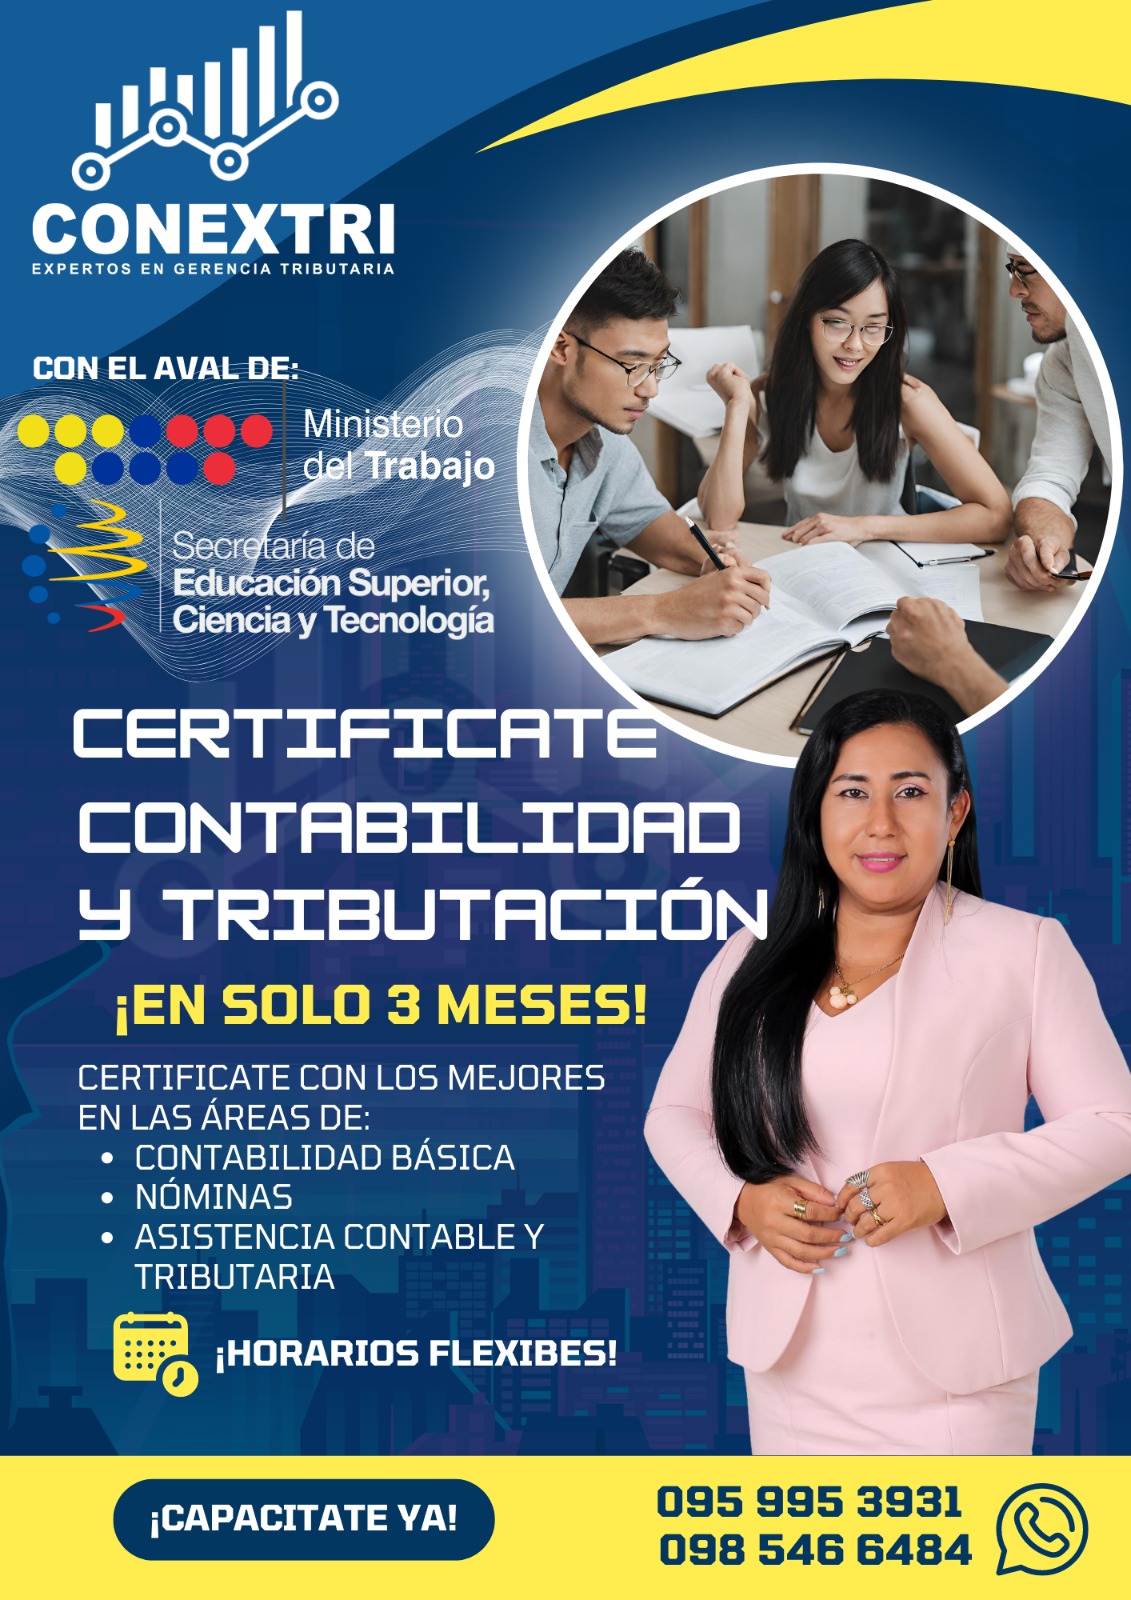 CONEXTRI
EXPERTOS EN GERENCIA TRIBUTARIA
CON EL AVAL DE:
Ministerio
del Trabajo
Secretaría de
Educación Superior,
Ciencia y Tecnología
CERTIFICATE
CONTABILIDAD
Y TRIBUTACIÓN
¡EN SOLO 3 MESES!
CERTIFICATE CON LOS MEJORES
EN LAS ÁREAS DE:
• CONTABILIDAD BÁSICA
• NÓMINAS
• ASISTENCIA CONTABLE Y
TRIBUTARIA
¡HORARIOS FLEXIBES!
¡CAPACITATE YA!
095 995 3931
098 546 6484